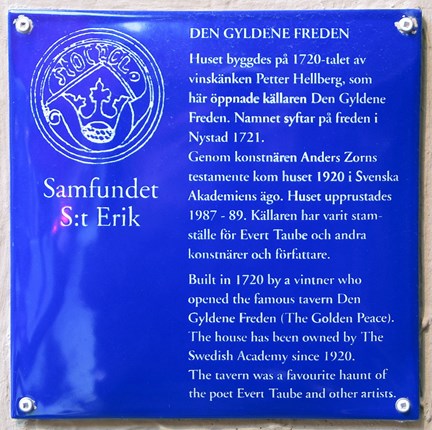 DEN GYLDENE FREDEN
Huset byggdes på 1720-talet av
vinskänken Petter Hellberg, som
här öppnade källaren Den Gyldene
Freden. Namnet syftar på freden i
Nystad 1721.
Genom konstnären Anders Zorns
testamente kom huset 1920 i Svenska
Akademiens ägo. Huset upprustades
1987 - 89. Källaren har varit stam-
ställe för Evert Taube och andra
konstnärer och författare.
Built in 1720 by a vintner who
opened the famous tavern Den
Gyldene Freden (The Golden Peace).
The house has been owned by The
Swedish Academy since 1920.
The tavern was a favourite haunt of
the poet Evert Taube and other artists.
Samfundet
S:t Erik